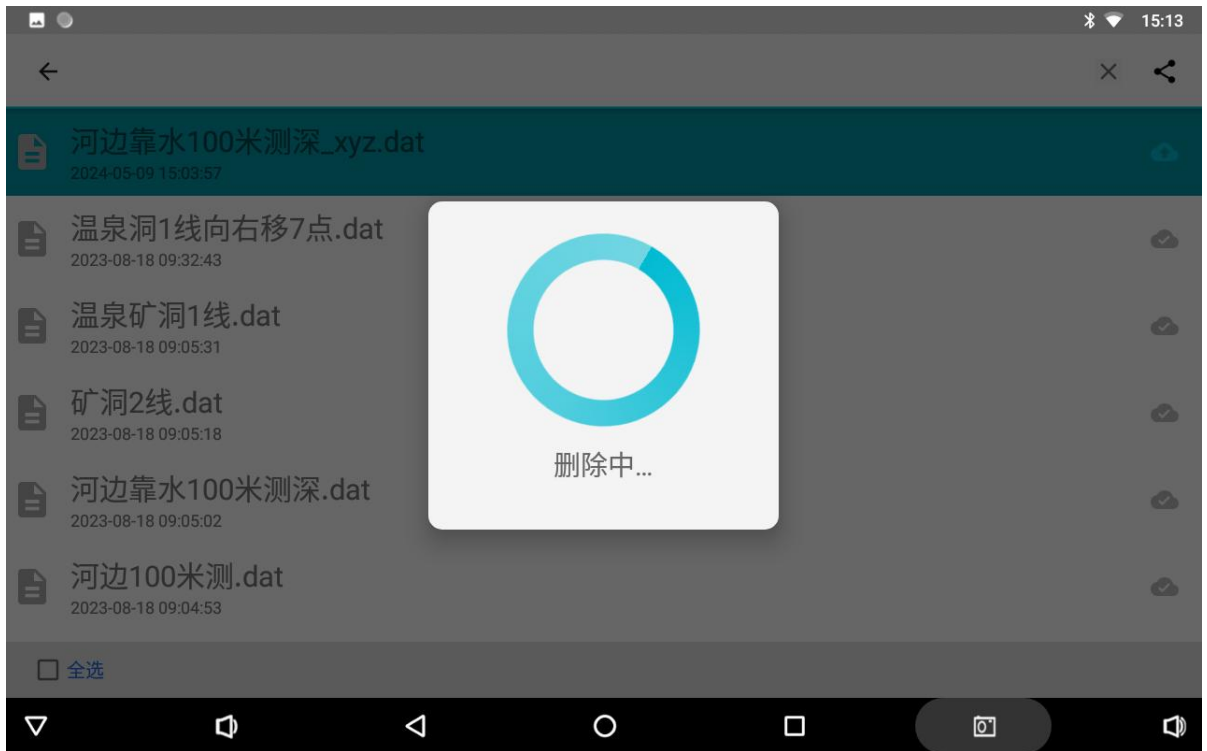 15:13
河边靠水100米测深_xyz.dat
2024-05-09 15:03:57
温泉洞1线向右移7点.dat
2023-08-18 09:32:43
温泉矿洞1线.dat
2023-08-18 09:05:31
矿洞2线.dat
2023-08-18 09:05:18
河边靠水100米测深.dat
2023-08-18 09:05:02
河边100米测.dat
2023-08-18 09:04:53
删除中...
全选